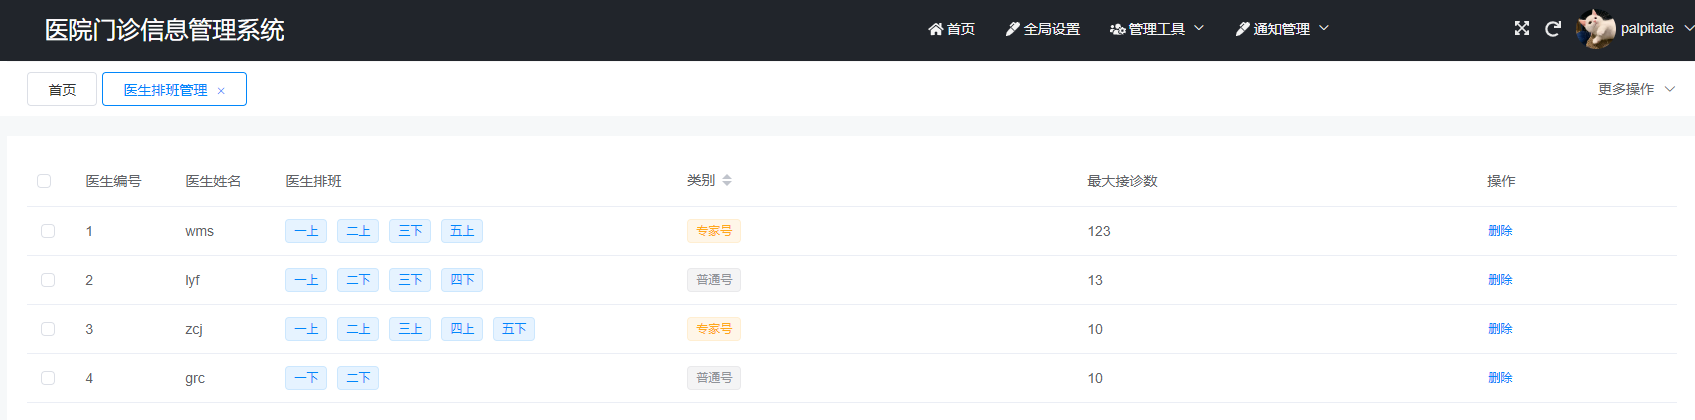 医院门诊信息管理系统 首页 全局设置 管理工具 通知管理 palpitate
首页 医生排班管理 × 更多操作
医生编号 医生姓名 医生排班 类别 最大接诊数 操作
1 wms 一上 二上 三下 五上 专家号 123 删除
2 lyf 一上 二下 三下 四下 普通号 13 删除
3 zcj 一上 二上 三上 四上 五下 专家号 10 删除
4 grc 一下 二下 普通号 10 删除